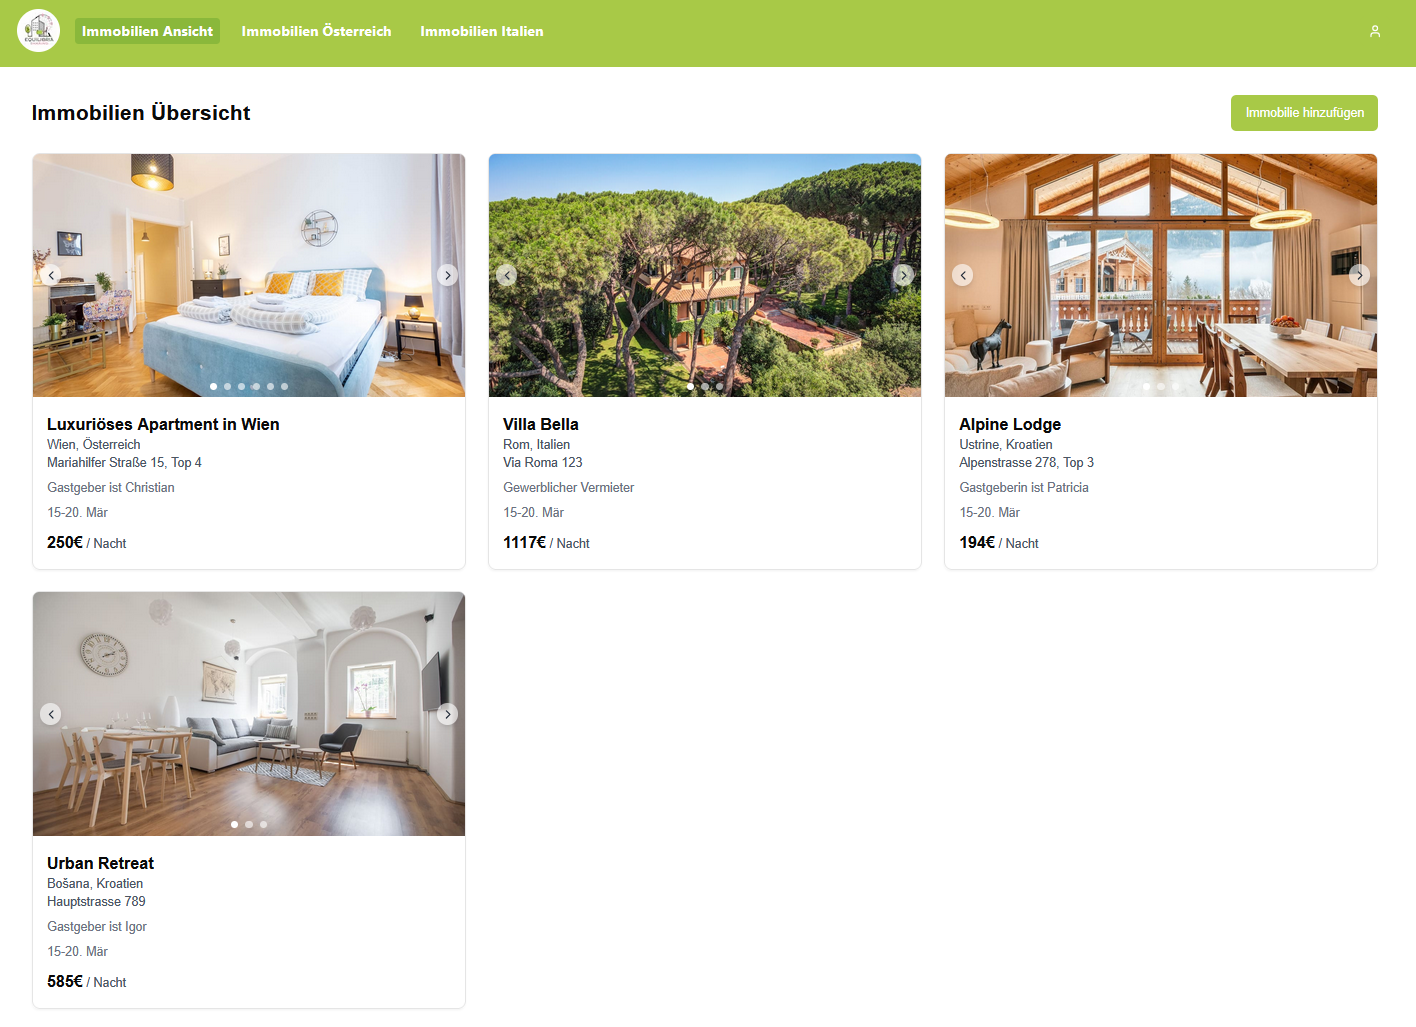 EQUILIBRIA
Immobilien Ansicht
Immobilien Österreich
Immobilien Italien
Immobilien Übersicht
Immobilie hinzufügen
Luxuriöses Apartment in Wien
Wien, Österreich
Mariahilfer Straße 15, Top 4
Gastgeber ist Christian
15-20. Mär
250€ / Nacht
Villa Bella
Rom, Italien
Via Roma 123
Gewerblicher Vermieter
15-20. Mär
1117€ / Nacht
Alpine Lodge
Ustrine, Kroatien
Alpenstrasse 278, Top 3
Gastgeberin ist Patricia
15-20. Mär
194€ / Nacht
Urban Retreat
Bošana, Kroatien
Hauptstrasse 789
Gastgeber ist Igor
15-20. Mär
585€ / Nacht